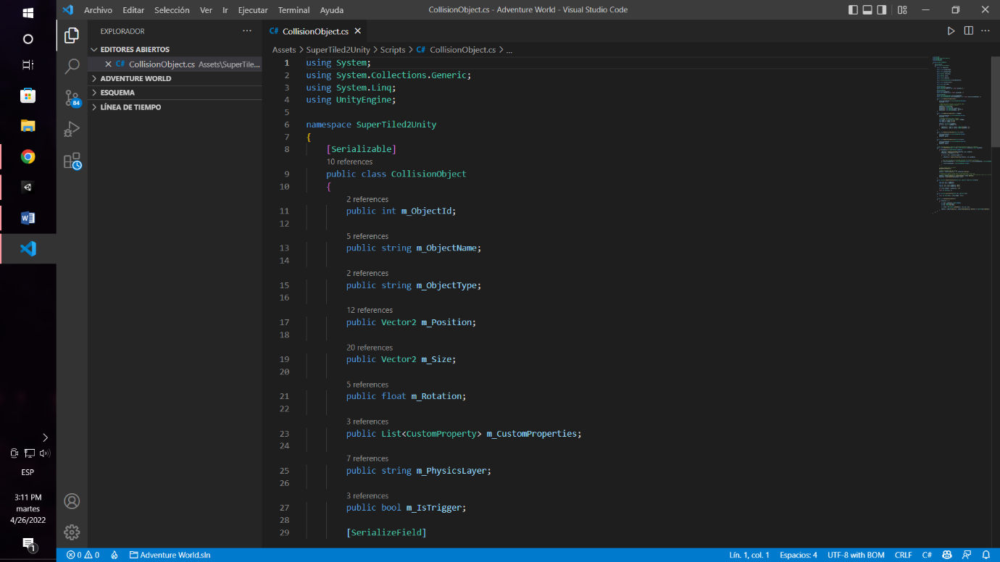 Archivo Editar Selección Ver Ir Ejecutar Terminal Ayuda
CollisionObject.cs - Adventure World - Visual Studio Code
EXPLORADOR
EDITORES ABIERTOS
CollisionObject.cs Assets\SuperTile...
ADVENTURE WORLD
ESQUEMA
LÍNEA DE TIEMPO
84
C# CollisionObject.cs
Assets > SuperTiled2Unity > Scripts > C# CollisionObject.cs > ...
1 using System;
2 using System.Collections.Generic;
3 using System.Linq;
4 using UnityEngine;
5
6 namespace SuperTiled2Unity
7 {
8 [Serializable]
10 references
9 public class CollisionObject
10 {
2 references
11 public int m_ObjectId;
12
5 references
13 public string m_ObjectName;
14
2 references
15 public string m_ObjectType;
16
12 references
17 public Vector2 m_Position;
18
20 references
19 public Vector2 m_Size;
20
5 references
21 public float m_Rotation;
22
3 references
23 public List<CustomProperty> m_CustomProperties;
24
7 references
25 public string m_PhysicsLayer;
26
3 references
27 public bool m_IsTrigger;
28
29 [SerializeField]
ESP
3:11 PM
martes
4/26/2022
1
0 0 Adventure World.sln
Lín. 1, col. 1 Espacios: 4 UTF-8 with BOM CRLF C#